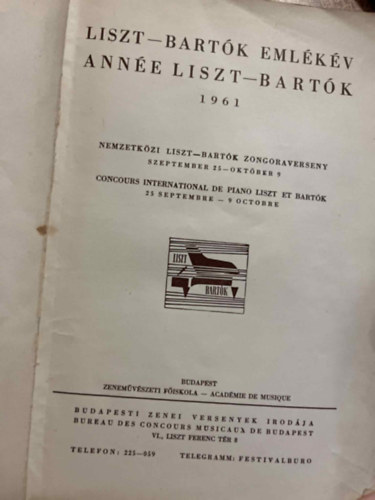 LISZT—BARTÓK EMLÉKÉV
ANNÉE LISZT—BARTÓK
1961
NEMZETKÖZI LISZT—BARTÓK ZONGORAVERSENY
SZEPTEMBER 25—OKTÓBER 9
CONCOURS INTERNATIONAL DE PIANO LISZT ET BARTÓK
25 SEPTEMBRE — 9 OCTOBRE
LISZT
BARTÓK
BUDAPEST
ZENEMŰVÉSZETI FŐISKOLA — ACADÉMIE DE MUSIQUE
BUDAPESTI ZENEI VERSENYEK IRODÁJA
BUREAU DES CONCOURS MUSICAUX DE BUDAPEST
VI., LISZT FERENC TÉR 8
TELEFON: 225—059 TELEGRAMM: FESTIVALBURO